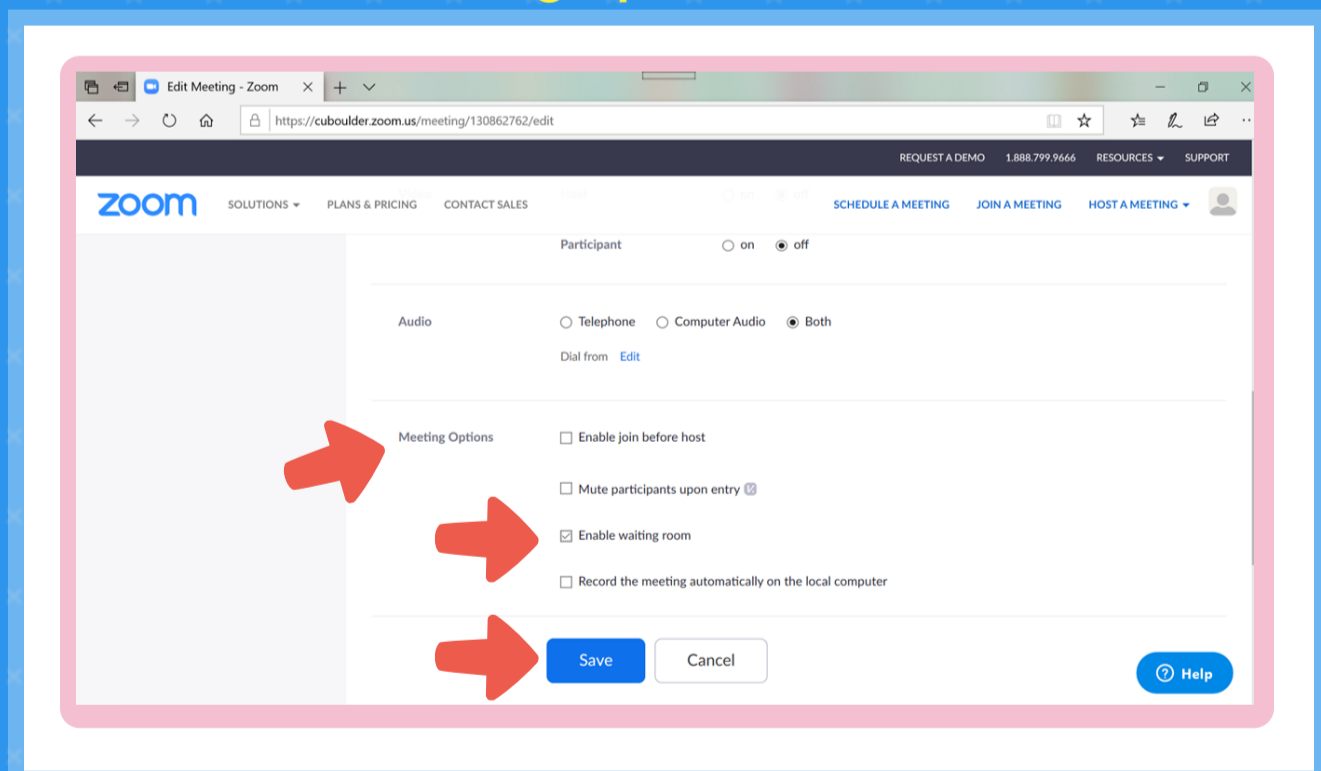 Edit Meeting - Zoom
https://cuboulder.zoom.us/meeting/130862762/edit
REQUEST A DEMO 1.888.799.9666 RESOURCES SUPPORT
zoom SOLUTIONS PLANS & PRICING CONTACT SALES SCHEDULE A MEETING JOIN A MEETING HOST A MEETING
Host on off
Participant on off
Audio Telephone Computer Audio Both
Dial from Edit
Meeting Options Enable join before host
Mute participants upon entry
Enable waiting room
Record the meeting automatically on the local computer
Save Cancel
Help